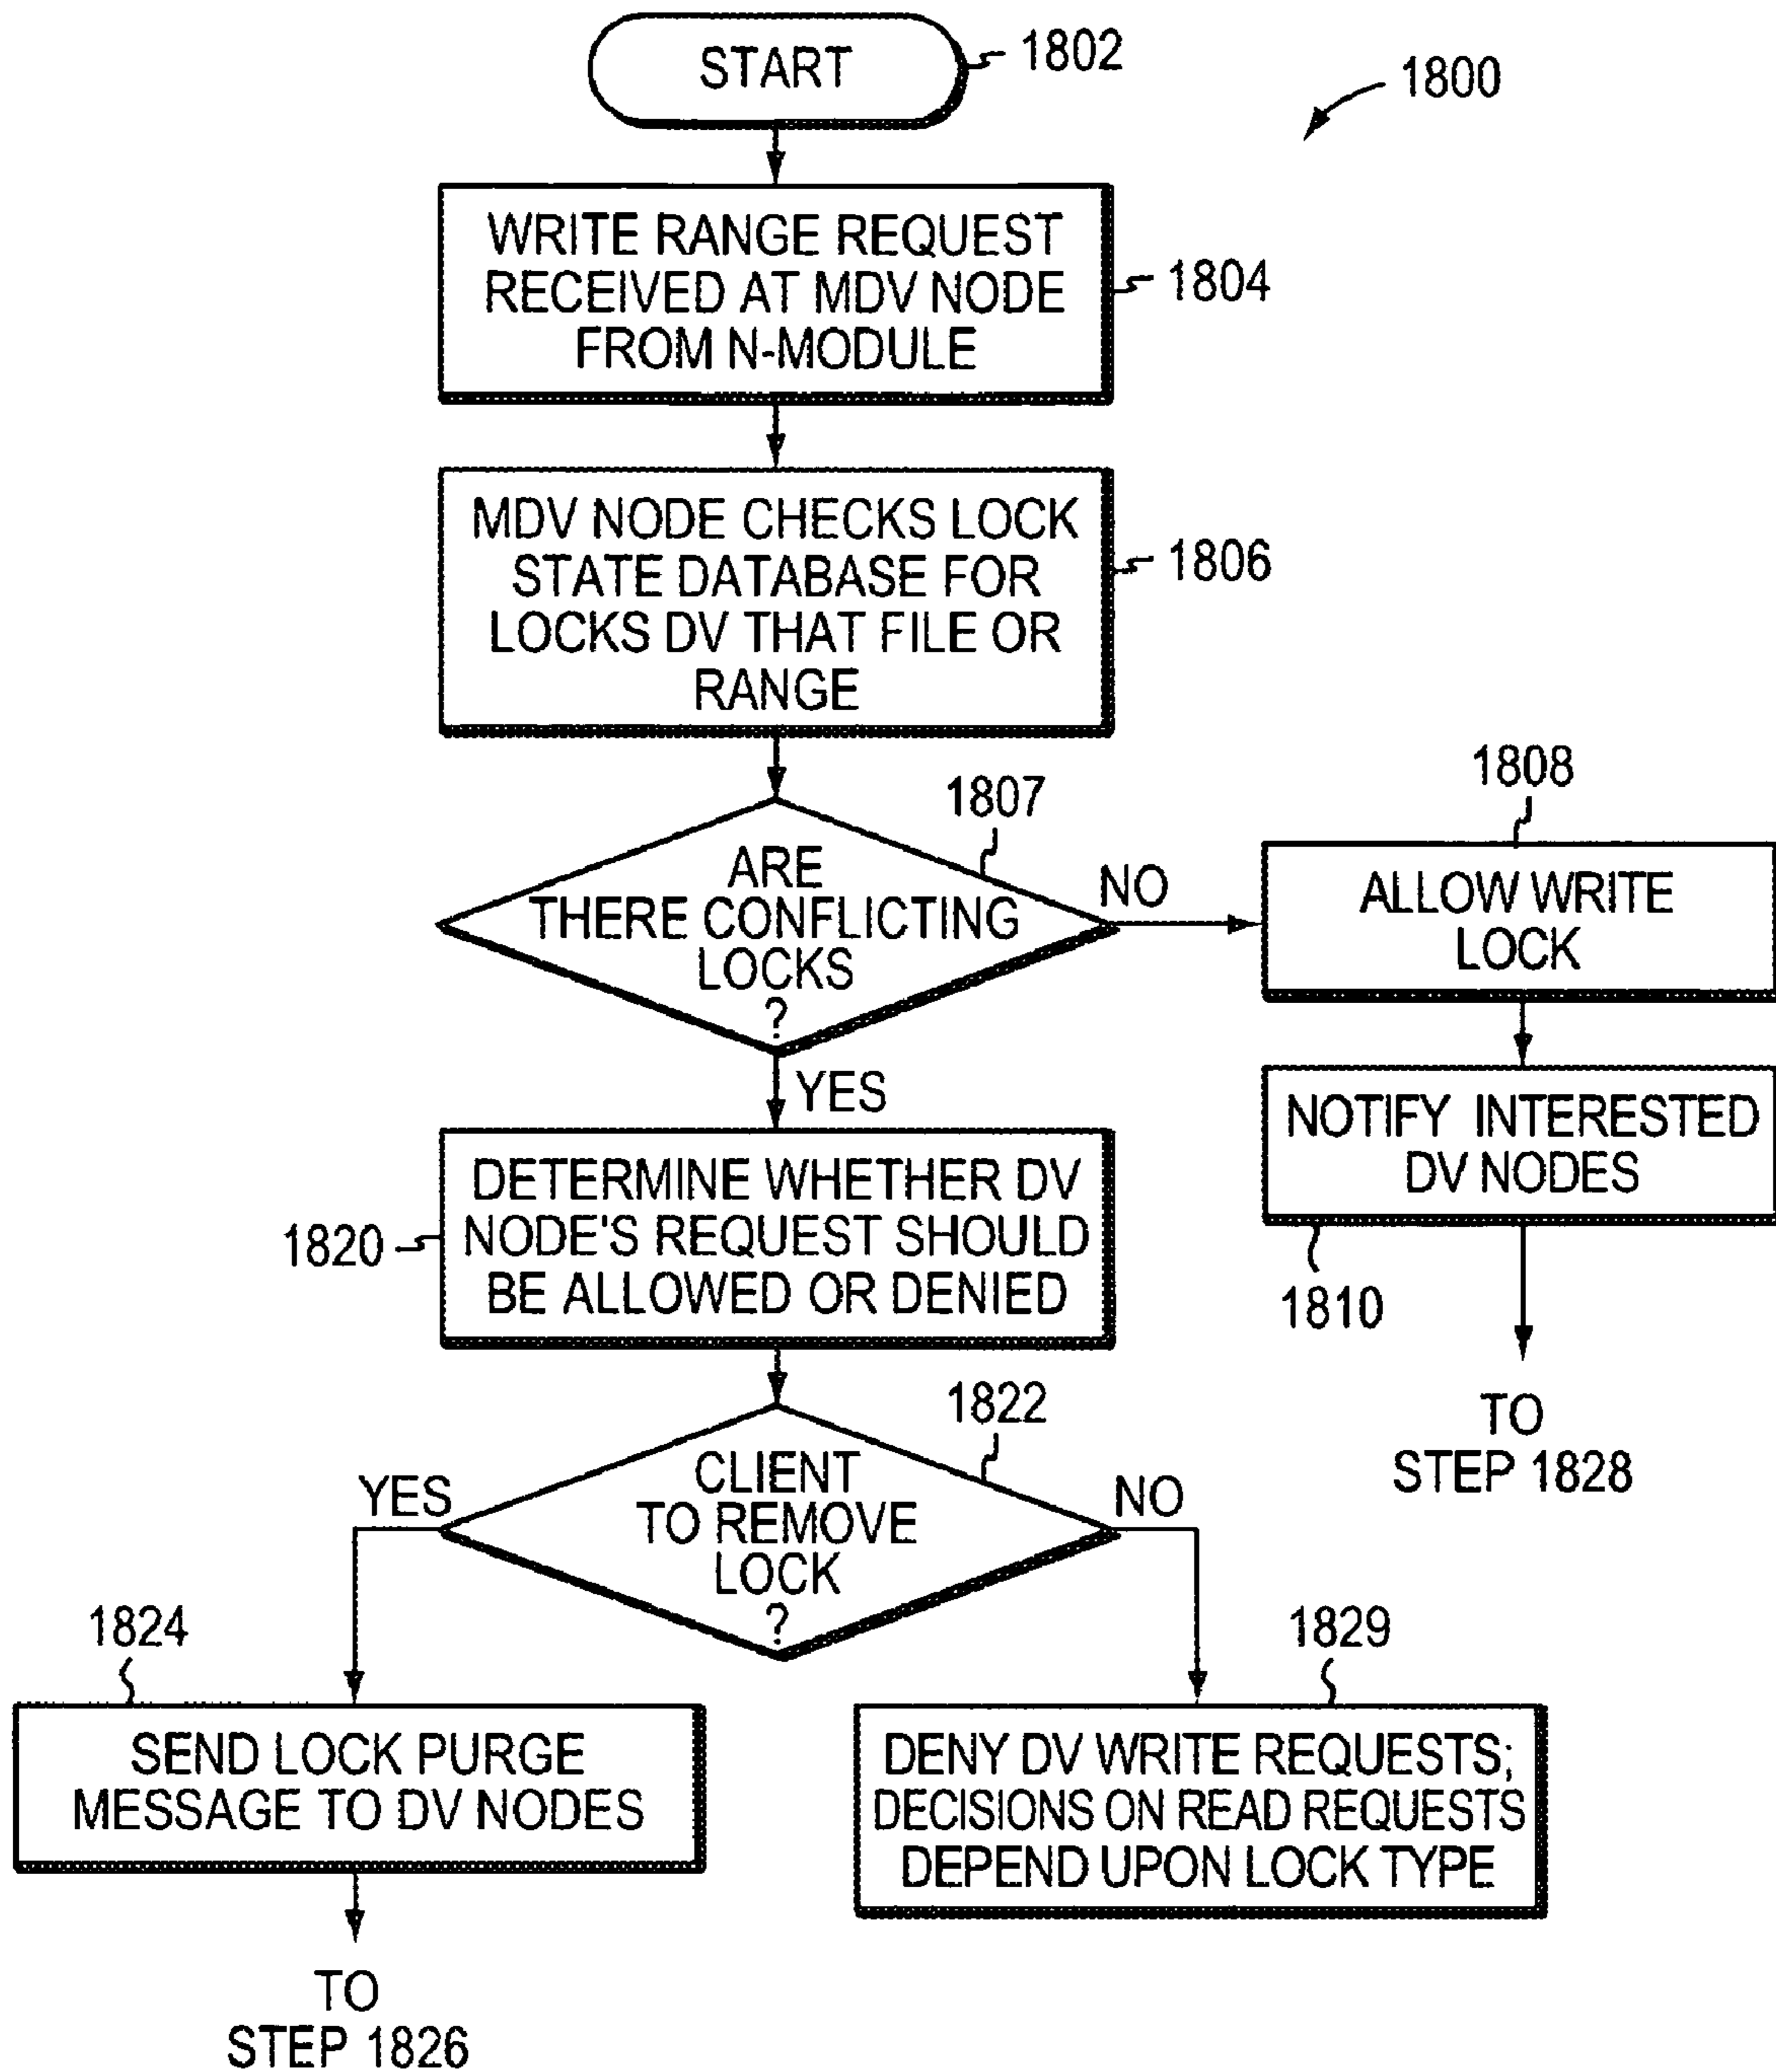 START
1802
1800
WRITE RANGE REQUEST
RECEIVED AT MDV NODE
FROM N-MODULE
1804
MDV NODE CHECKS LOCK
STATE DATABASE FOR
LOCKS DV THAT FILE OR
RANGE
1806
1807
ARE
THERE CONFLICTING
LOCKS
?
NO
1808
ALLOW WRITE
LOCK
YES
NOTIFY INTERESTED
DV NODES
1810
TO
STEP 1828
1820
DETERMINE WHETHER DV
NODE'S REQUEST SHOULD
BE ALLOWED OR DENIED
1822
CLIENT
TO REMOVE
LOCK
?
YES
NO
1824
SEND LOCK PURGE
MESSAGE TO DV NODES
TO
STEP 1826
1829
DENY DV WRITE REQUESTS;
DECISIONS ON READ REQUESTS
DEPEND UPON LOCK TYPE